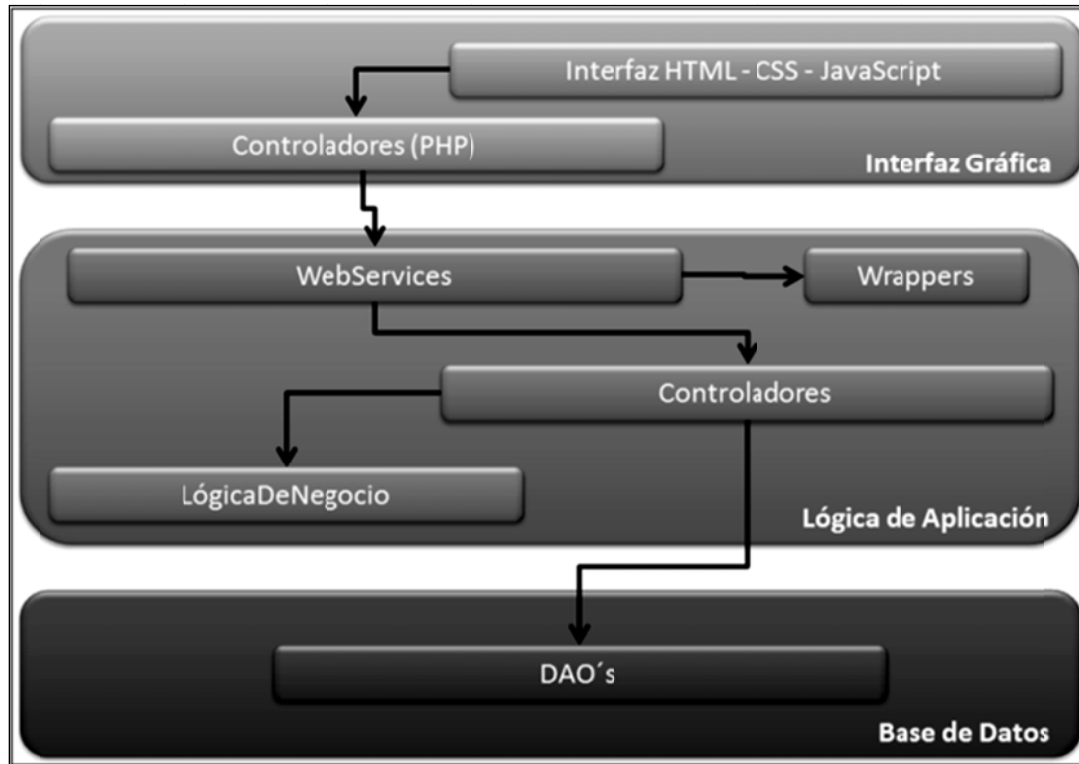 Interfaz HTML - CSS - JavaScript
Controladores (PHP)
Interfaz Gráfica
WebServices
Wrappers
Controladores
LógicaDeNegocio
Lógica de Aplicación
DAO´s
Base de Datos